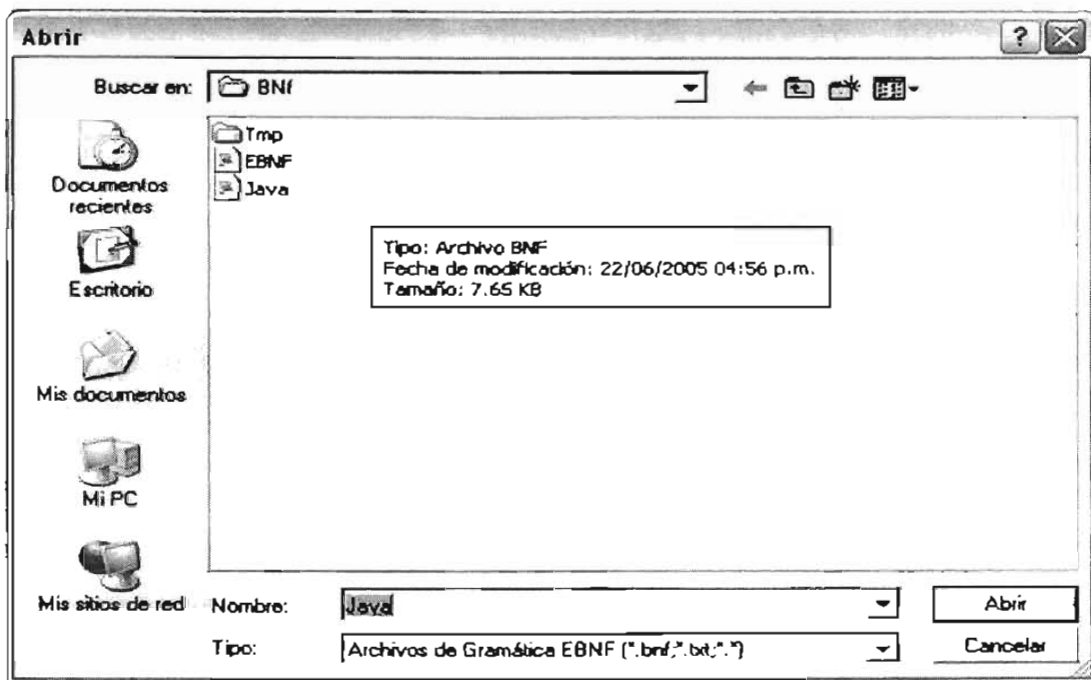 Abrir
Buscar en: BNf
Tmp
EBNF
Java
Documentos
recientes
Escritorio
Mis documentos
Mi PC
Mis sitios de red
Tipo: Archivo BNF
Fecha de modificación: 22/06/2005 04:56 p.m.
Tamaño: 7.65 KB
Nombre: Java
Abrir
Tipo: Archivos de Gramática EBNF (*.bnf;*.txt;*.*)
Cancelar